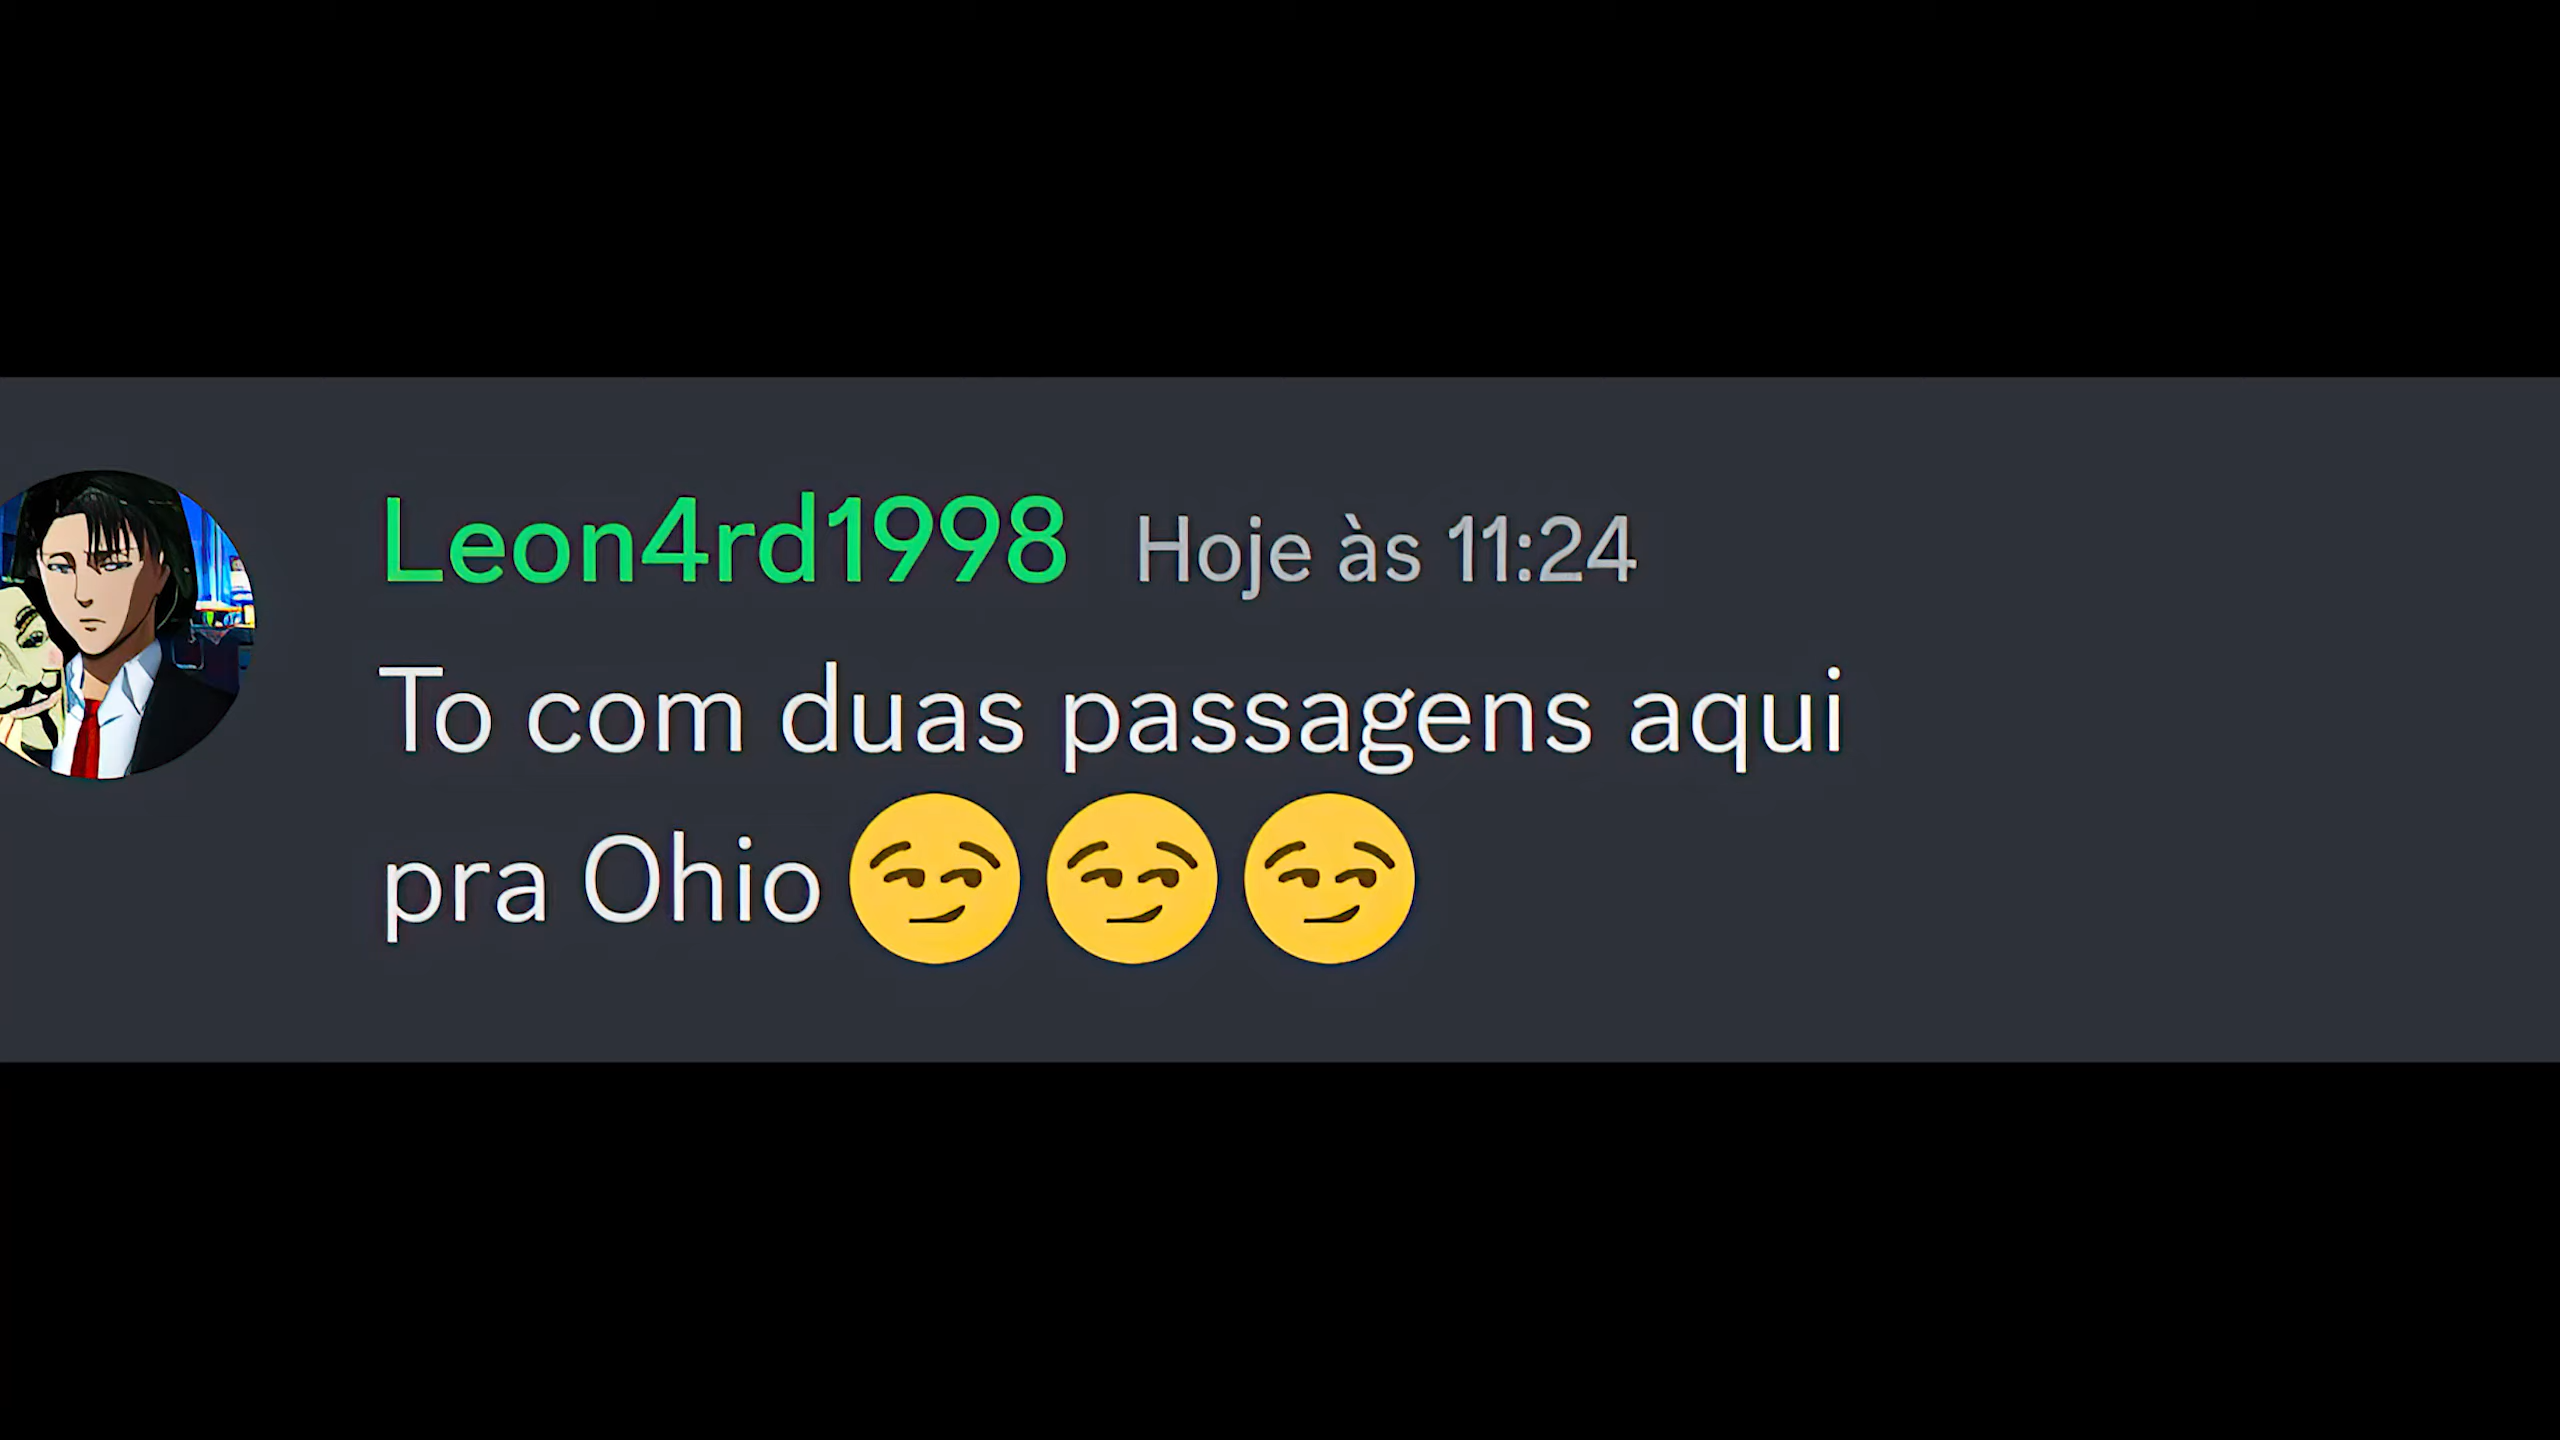 Leon4rd1998 Hoje às 11:24
To com duas passagens aqui
pra Ohio 😏😏😏